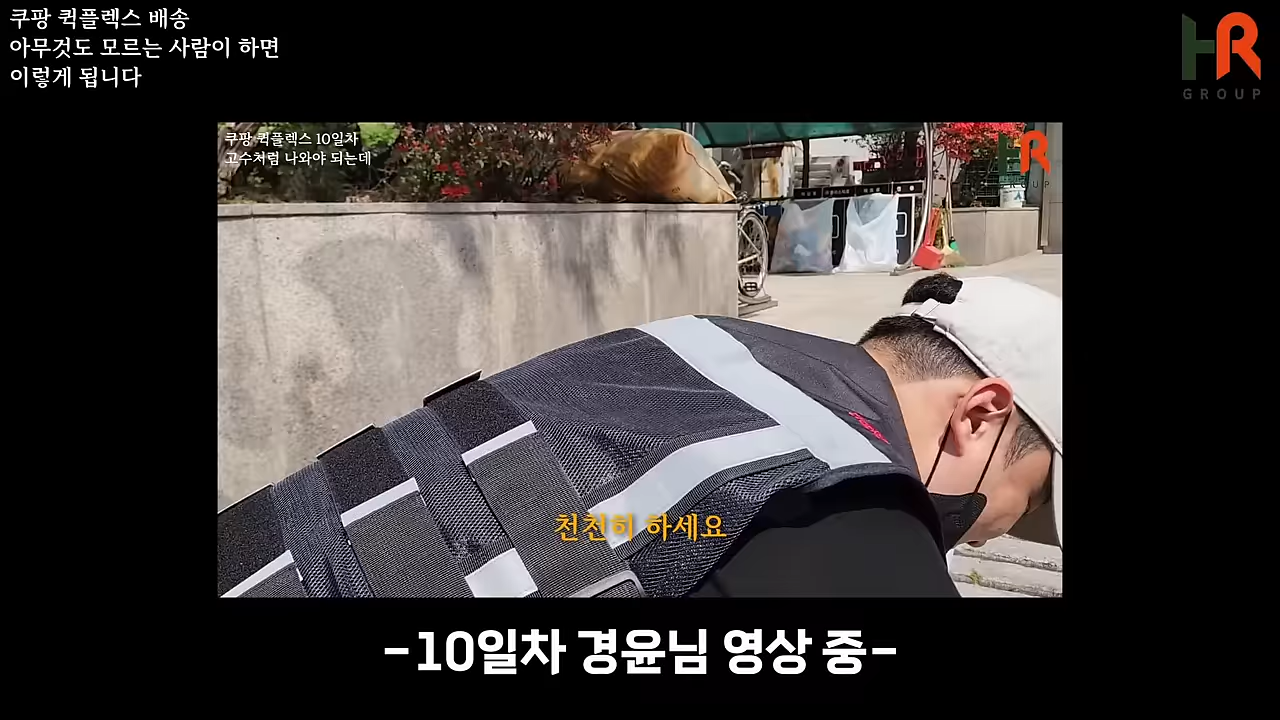 쿠팡 퀵플렉스 배송
아무것도 모르는 사람이 하면
이렇게 됩니다
HR
GROUP
쿠팡 퀵플렉스 10일차
고수처럼 나와야 되는데
HR
천천히 하세요
-10일차 경윤님 영상 중-